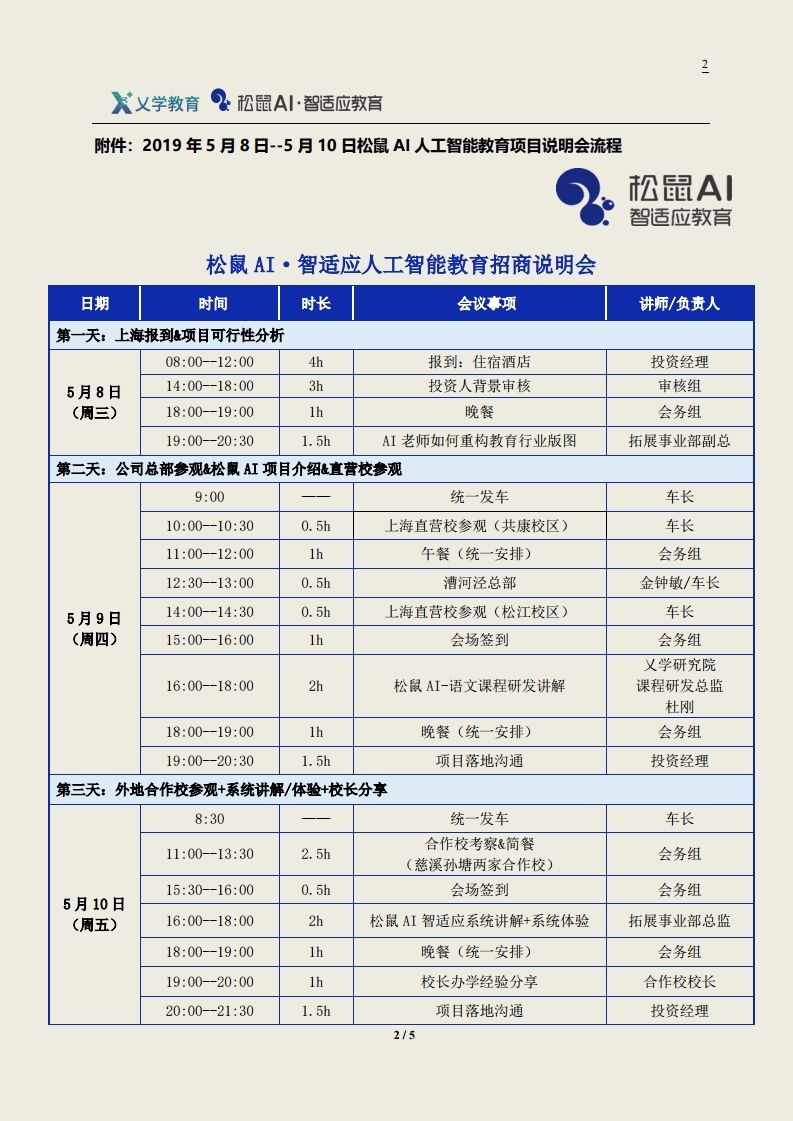 2
乂学教育 松鼠AI·智适应教育
附件：2019 年 5 月 8 日--5 月 10 日松鼠 AI 人工智能教育项目说明会流程
松鼠AI
智适应教育
松鼠 AI·智适应人工智能教育招商说明会
日期 时间 时长 会议事项 讲师/负责人
第一天：上海报到&项目可行性分析
5 月 8 日
（周三）
08:00--12:00 4h 报到：住宿酒店 投资经理
14:00--18:00 3h 投资人背景审核 审核组
18:00--19:00 1h 晚餐 会务组
19:00--20:30 1.5h AI 老师如何重构教育行业版图 拓展事业部副总
第二天：公司总部参观&松鼠 AI 项目介绍&直营校参观
5 月 9 日
（周四）
9:00 —— 统一发车 车长
10:00--10:30 0.5h 上海直营校参观（共康校区） 车长
11:00--12:00 1h 午餐（统一安排） 会务组
12:30--13:00 0.5h 漕河泾总部 金钟敏/车长
14:00--14:30 0.5h 上海直营校参观（松江校区） 车长
15:00--16:00 1h 会场签到 会务组
16:00--18:00 2h 松鼠 AI-语文课程研发讲解 乂学研究院
课程研发总监
杜刚
18:00--19:00 1h 晚餐（统一安排） 会务组
19:00--20:30 1.5h 项目落地沟通 投资经理
第三天：外地合作校参观+系统讲解/体验+校长分享
5 月 10 日
（周五）
8:30 —— 统一发车 车长
11:00--13:30 2.5h 合作校考察&简餐
（慈溪孙塘两家合作校） 会务组
15:30--16:00 0.5h 会场签到 会务组
16:00--18:00 2h 松鼠 AI 智适应系统讲解+系统体验 拓展事业部总监
18:00--19:00 1h 晚餐（统一安排） 会务组
19:00--20:00 1h 校长办学经验分享 合作校校长
20:00--21:30 1.5h 项目落地沟通 投资经理
2 / 5